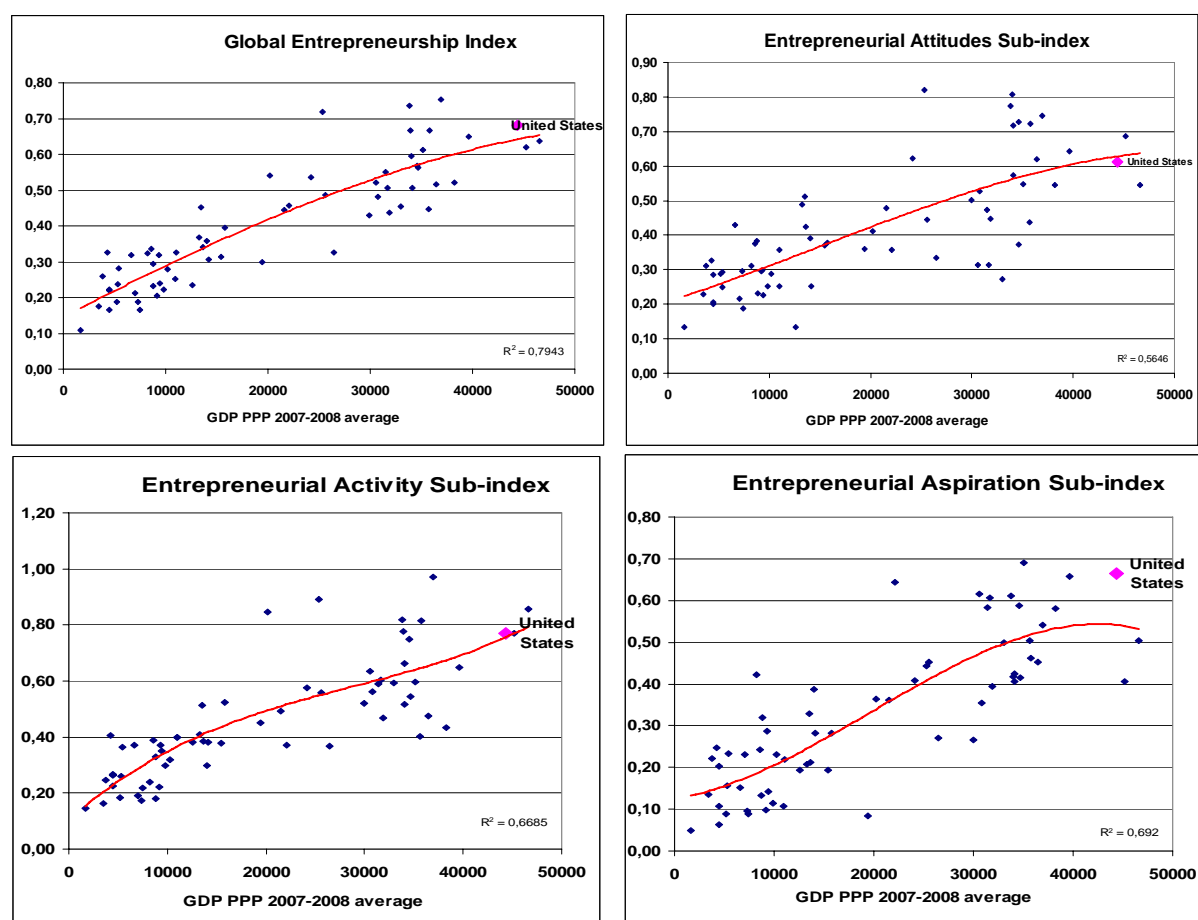 Global Entrepreneurship Index
0,80
0,70
0,60
0,50
0,40
0,30
0,20
0,10
0,00
United States
R² = 0,7943
0 10000 20000 30000 40000 50000
GDP PPP 2007-2008 average
Entrepreneurial Attitudes Sub-index
0,90
0,80
0,70
0,60
0,50
0,40
0,30
0,20
0,10
0,00
United States
R² = 0,5646
0 10000 20000 30000 40000 50000
GDP PPP 2007-2008 average
Entrepreneurial Activity Sub-index
1,20
1,00
0,80
0,60
0,40
0,20
0,00
United
States
R² = 0,6685
0 10000 20000 30000 40000 50000
GDP PPP 2007-2008 average
Entrepreneurial Aspiration Sub-index
0,80
0,70
0,60
0,50
0,40
0,30
0,20
0,10
0,00
United
States
R² = 0,692
0 10000 20000 30000 40000 50000
GDP PPP 2007-2008 average